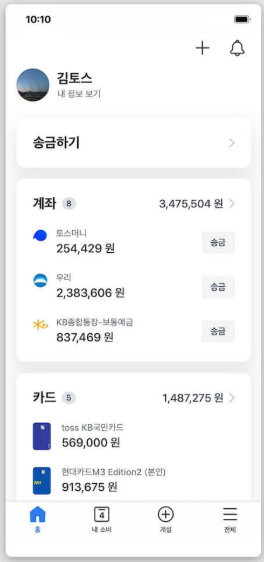 10:10
김토스
내 정보 보기
송금하기
계좌 8 3,475,504 원
토스머니
254,429 원 송금
우리
2,383,606 원 송금
KB종합통장-보통예금
837,469 원 송금
카드 5 1,487,275 원
toss KB국민카드
569,000 원
현대카드M3 Edition2 (본인)
913,675 원
홈 4 내 소비 개설 전체